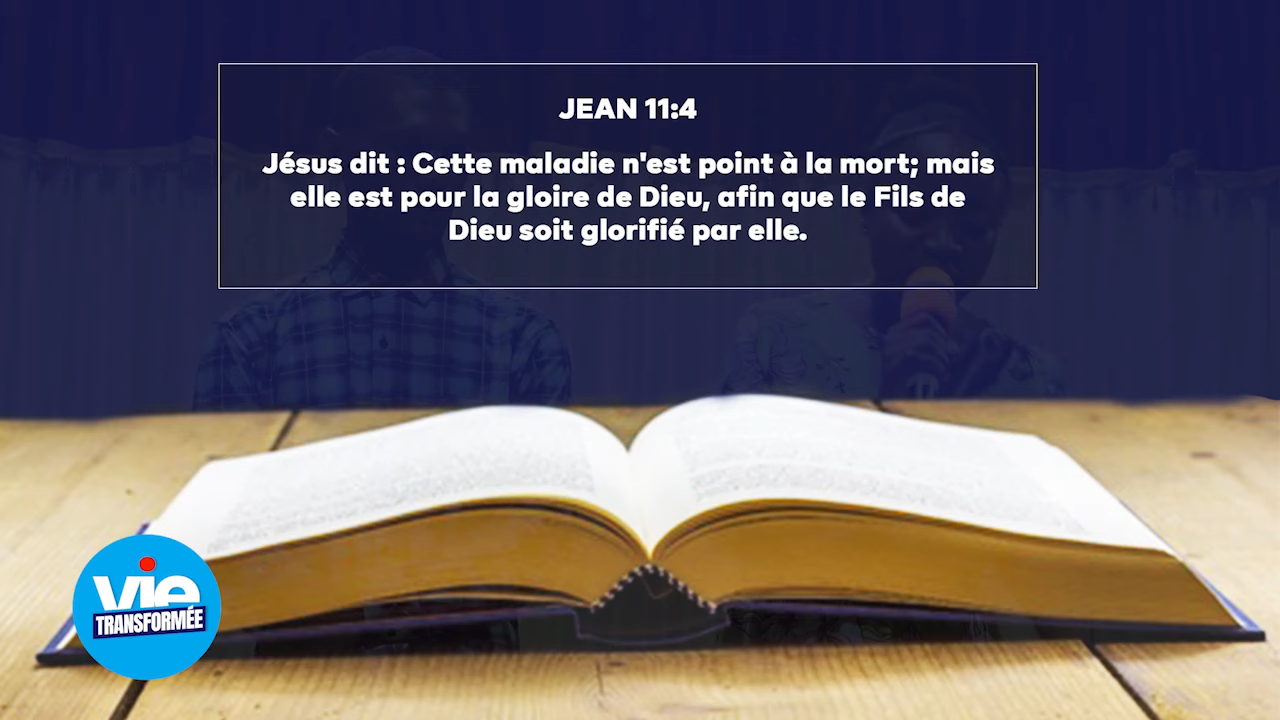 JEAN 11:4
Jésus dit : Cette maladie n'est point à la mort; mais
elle est pour la gloire de Dieu, afin que le Fils de
Dieu soit glorifié par elle.
vie
TRANSFORMÉE